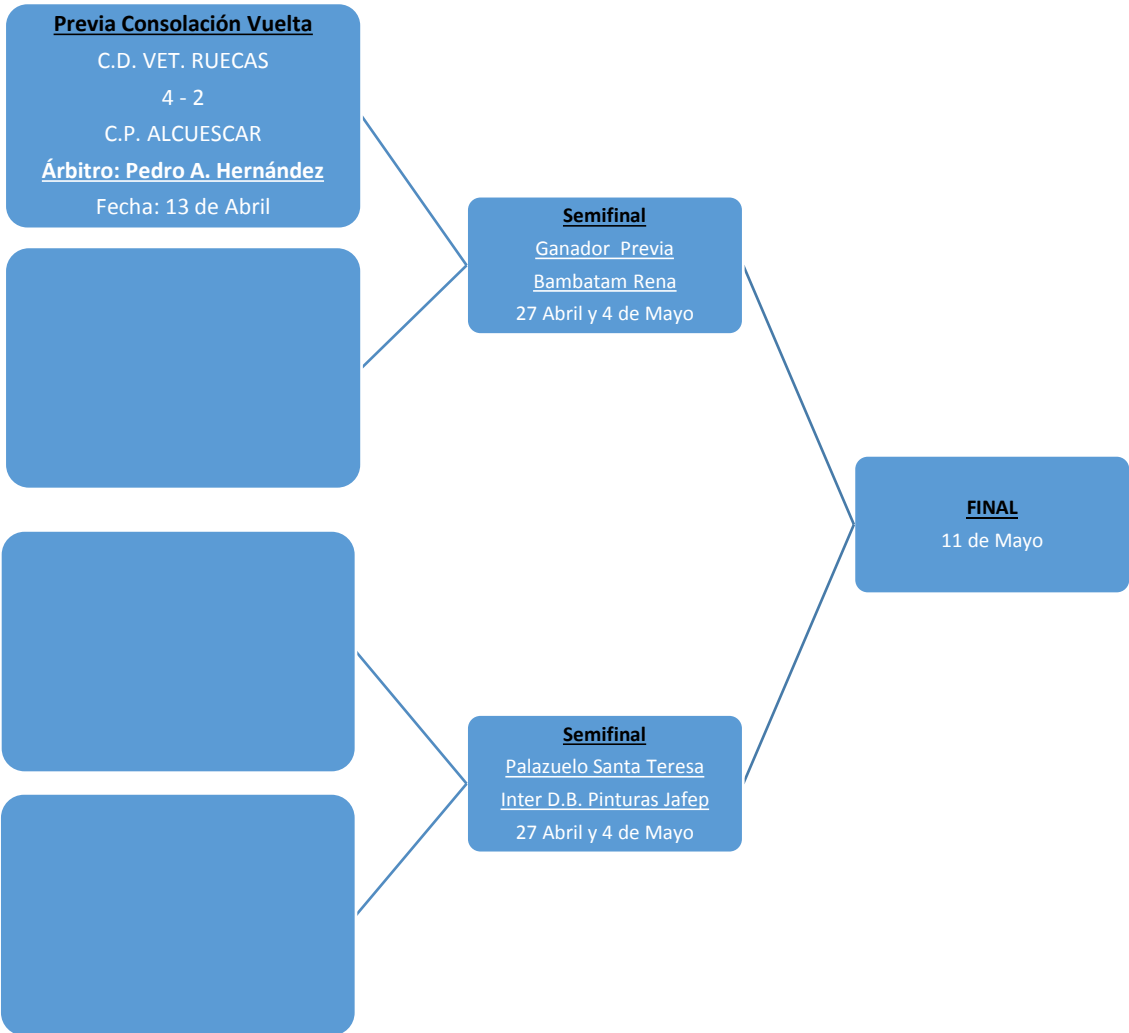 Previa Consolación Vuelta
C.D. VET. RUECAS
4 - 2
C.P. ALCUESCAR
Árbitro: Pedro A. Hernández
Fecha: 13 de Abril
Semifinal
Ganador  Previa
Bambatam Rena
27 Abril y 4 de Mayo
FINAL
11 de Mayo
Semifinal
Palazuelo Santa Teresa
Inter D.B. Pinturas Jafep
27 Abril y 4 de Mayo